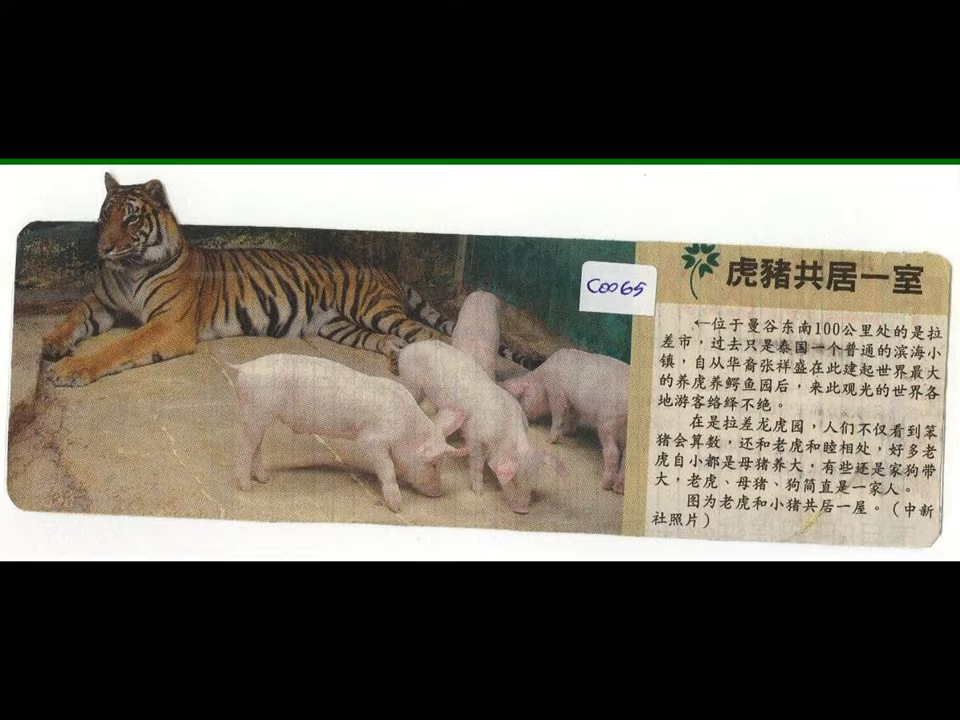 C0065
虎豬共居一室
←位于曼谷东南100公里处的是拉
差市，过去只是泰国一个普通的滨海小
镇，自从华裔张祥盛在此建起世界最大
的养虎养鳄鱼园后，来此观光的世界各
地游客络绎不绝。
在是拉差龙虎园，人们不仅看到笨
猪会算数，还和老虎和睦相处，好多老
虎自小都是母猪养大，有些还是家狗带
大，老虎、母猪、狗简直是一家人。
图为老虎和小猪共居一屋。（中新
社照片）